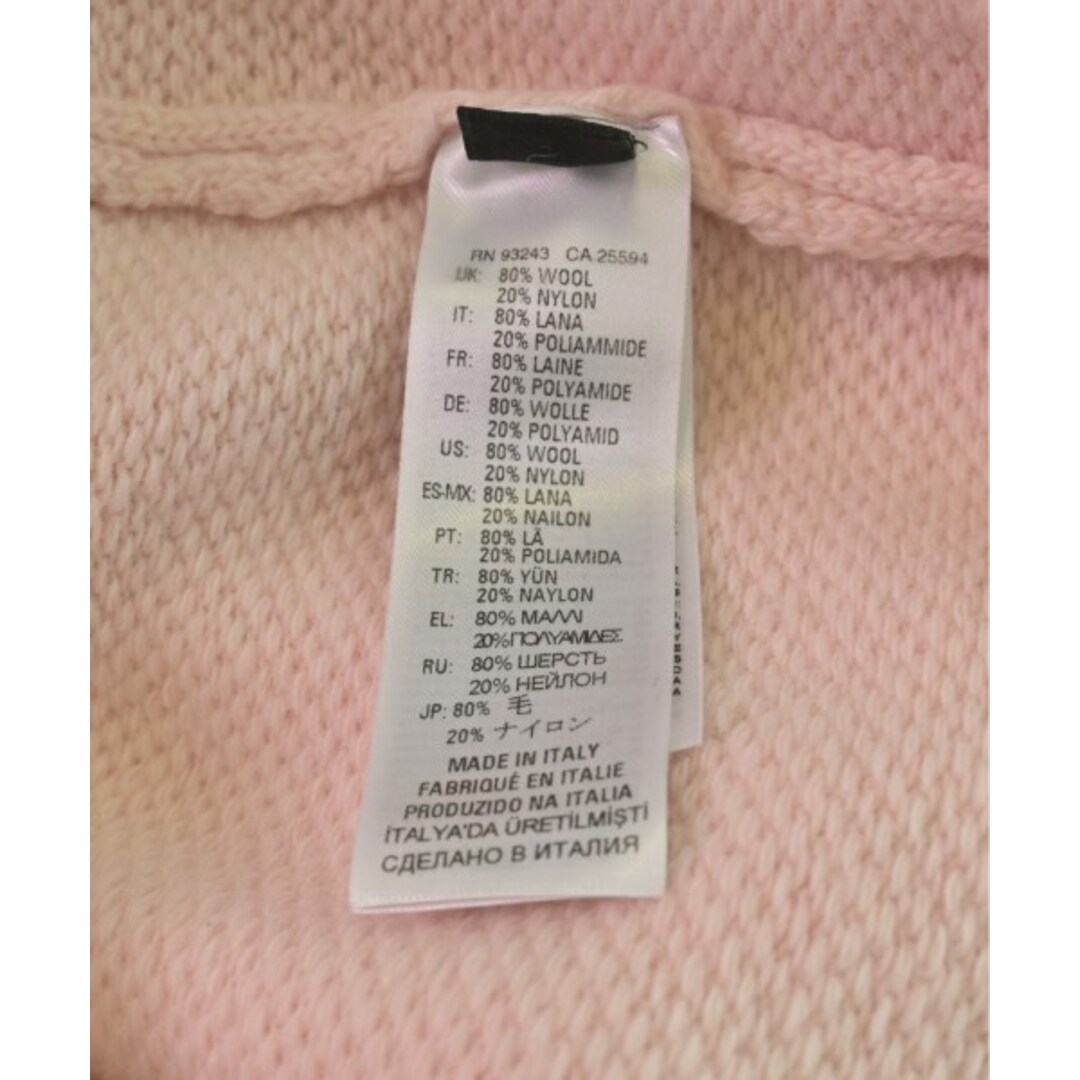 RN 93243 CA 25594
UK: 80% WOOL
20% NYLON
IT: 80% LANA
20% POLIAMMIDE
FR: 80% LAINE
20% POLYAMIDE
DE: 80% WOLLE
20% POLYAMID
US: 80% WOOL
20% NYLON
ES-MX: 80% LANA
20% NAILON
PT: 80% LÃ
20% POLIAMIDA
TR: 80% YÜN
20% NAYLON
EL: 80% ΜΑΛΛΙ
20% ΠΟΛΥΑΜΙΔΕΣ
RU: 80% ШЕРСТЬ
20% НЕЙЛОН
JP: 80% 毛
20% ナイロン
MADE IN ITALY
FABRIQUÉ EN ITALIE
PRODUZIDO NA ITALIA
İTALYA'DA ÜRETİLMİŞTİ
СДЕЛАНО В ИТАЛИЯ